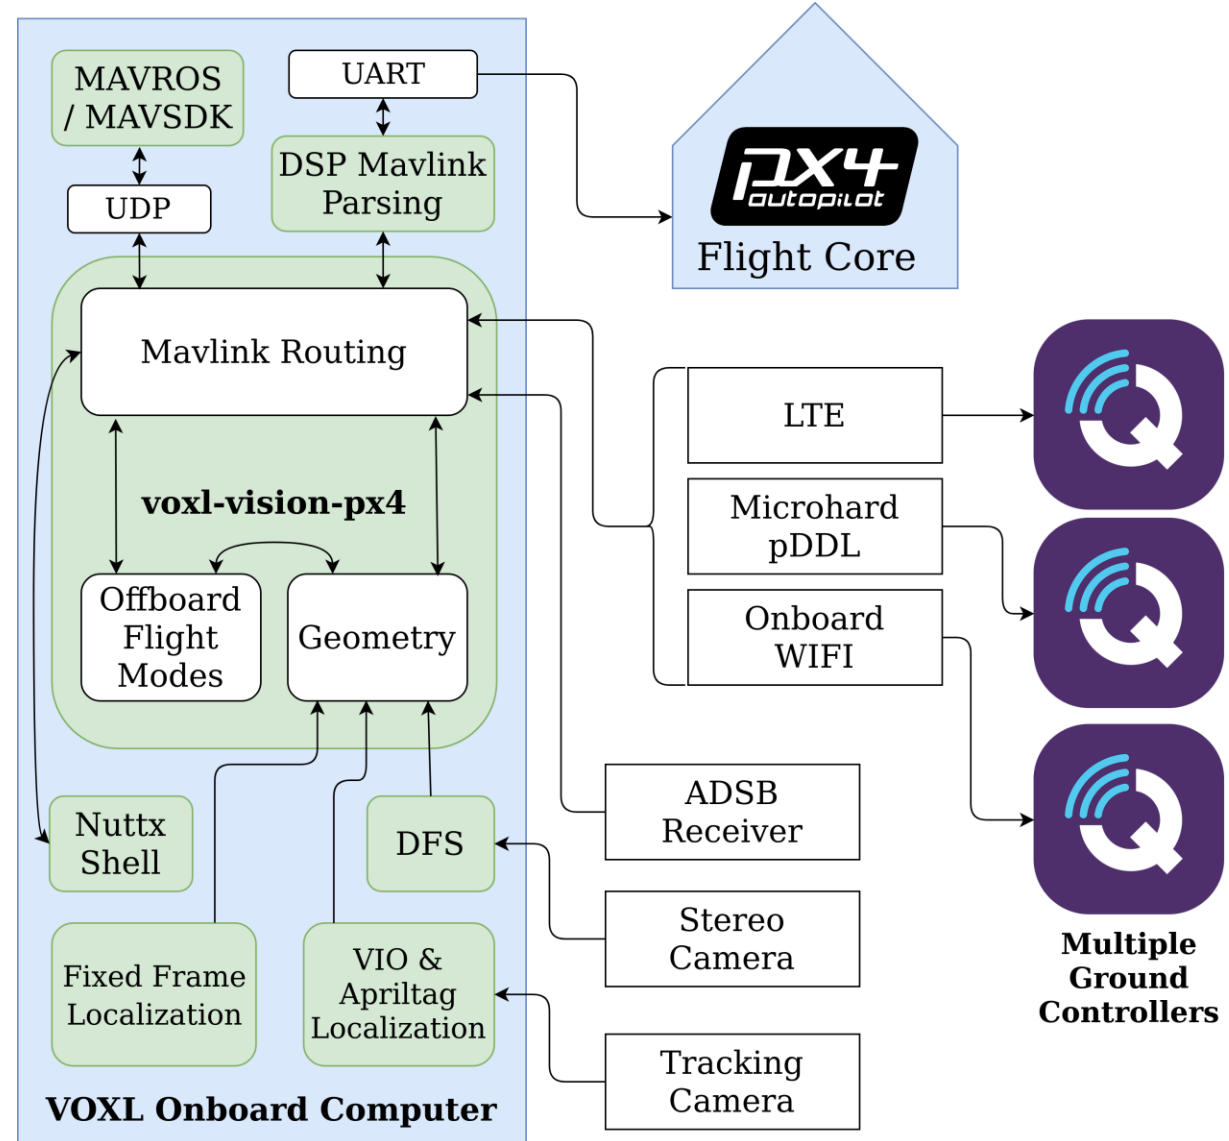 MAVROS
/ MAVSDK
UART
UDP
DSP Mavlink
Parsing
px4
autopilot
Flight Core
Mavlink Routing
voxl-vision-px4
Offboard
Flight
Modes
Geometry
LTE
Microhard
pDDL
Onboard
WIFI
ADSB
Receiver
Nuttx
Shell
DFS
Stereo
Camera
Fixed Frame
Localization
VIO &
Apriltag
Localization
Tracking
Camera
Multiple
Ground
Controllers
VOXL Onboard Computer